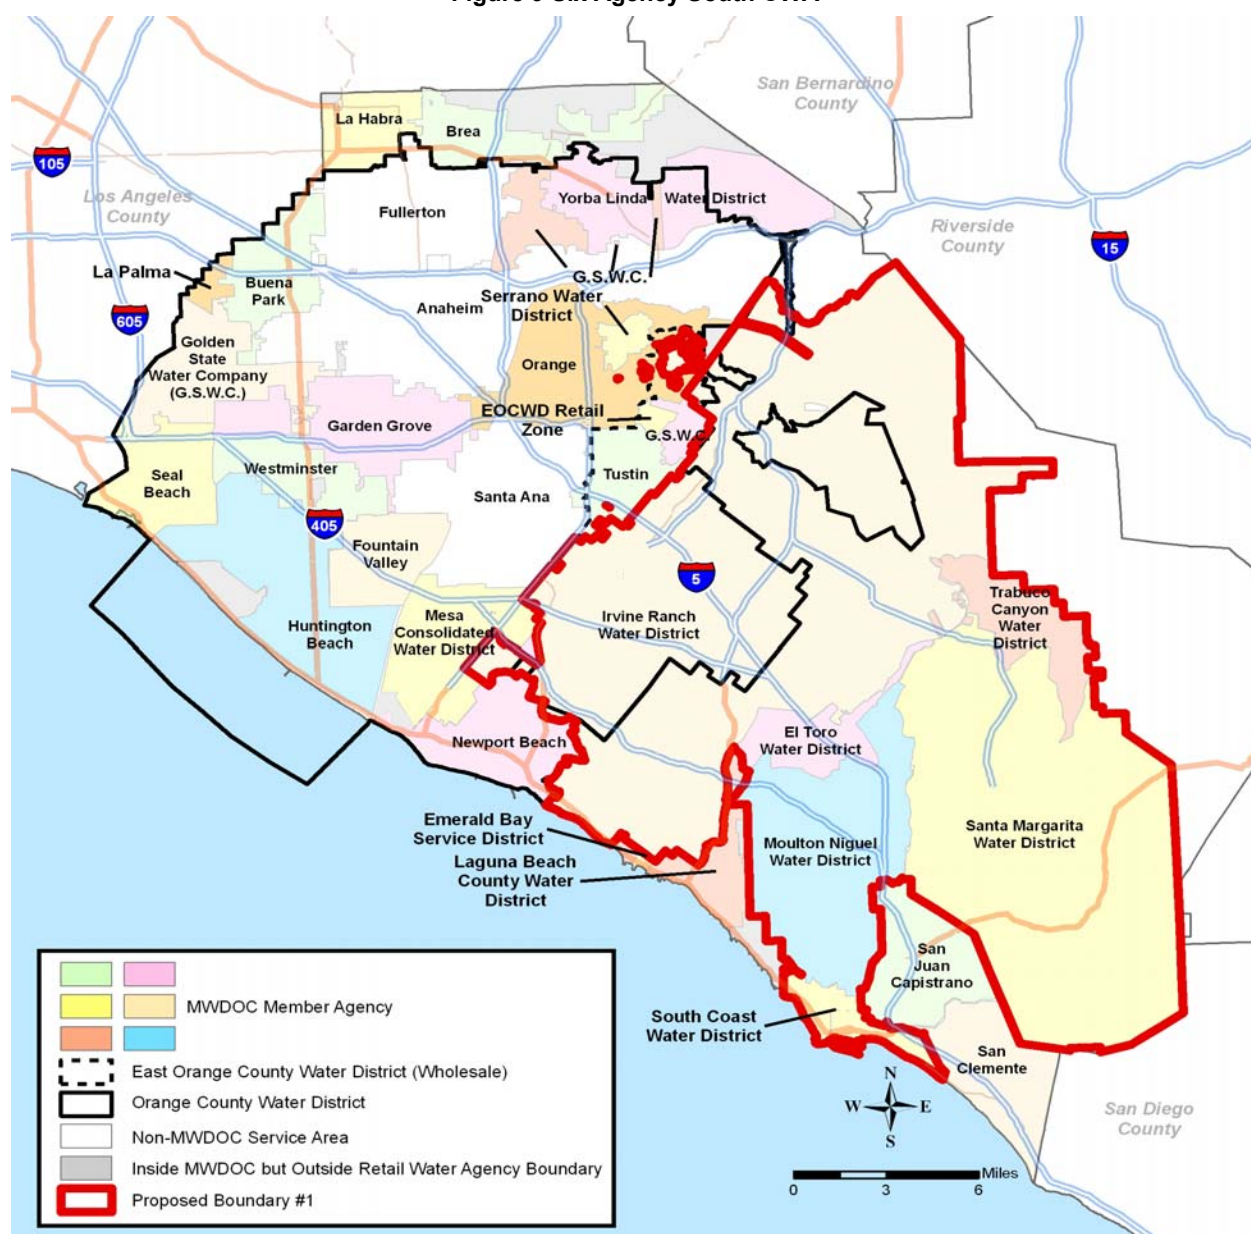 San Bernardino
County
La Habra
Brea
105
Los Angeles
County
Fullerton
Yorba Linda
Water District
Riverside
County
15
La Palma
Buena
Park
G.S.W.C.
Serrano Water
District
Anaheim
605
Golden
State
Water Company
(G.S.W.C.)
Orange
EOCWD Retail
Zone
Garden Grove
G.S.W.C.
Westminster
Seal
Beach
Tustin
Santa Ana
405
Fountain
Valley
5
Trabuco
Canyon
Water
District
Mesa
Consolidated
Water District
Irvine Ranch
Water District
Huntington
Beach
Newport Beach
El Toro
Water District
Emerald Bay
Service District
Laguna Beach
County Water
District
Moulton Niguel
Water District
Santa Margarita
Water District
San
Juan
Capistrano
South Coast
Water District
San
Clemente
N
W E
S
San Diego
County
Miles
0 3 6
MWDOC Member Agency
East Orange County Water District (Wholesale)
Orange County Water District
Non-MWDOC Service Area
Inside MWDOC but Outside Retail Water Agency Boundary
Proposed Boundary #1